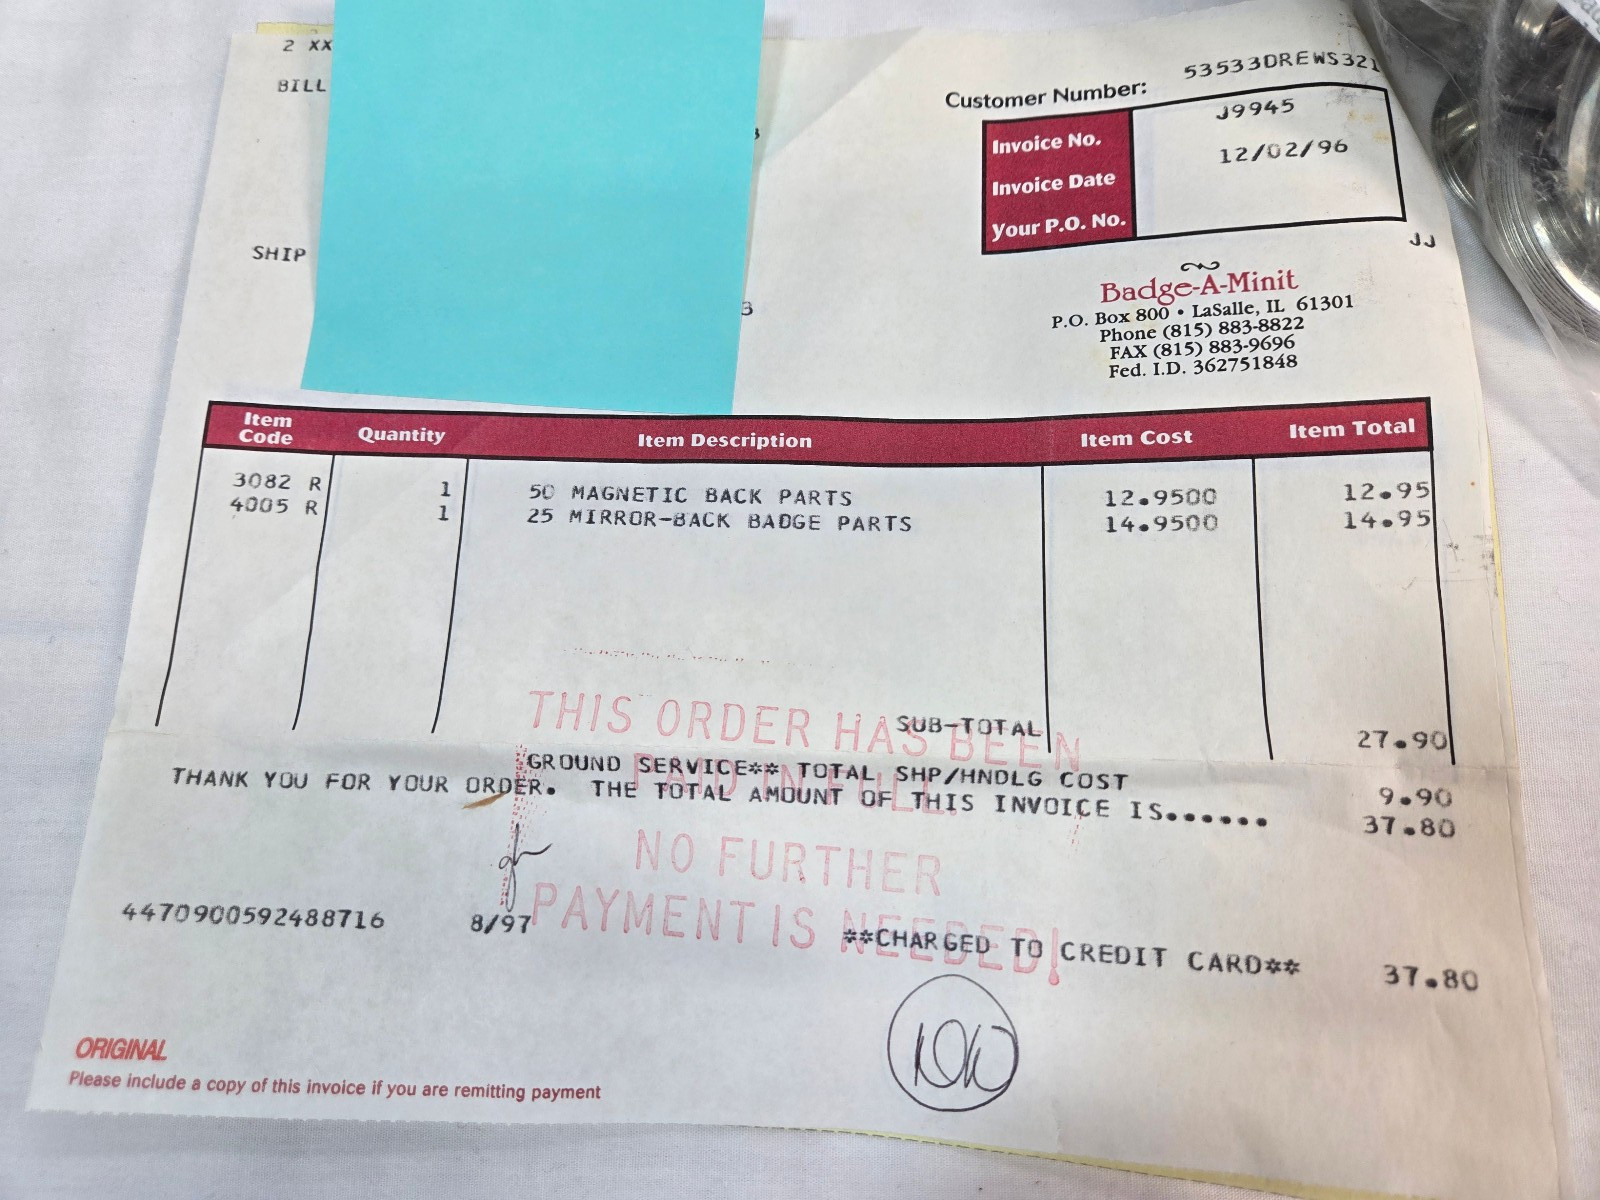 2 XX
BILL
SHIP
3
Customer Number: 53533DREWS321
Invoice No. J9945
Invoice Date 12/02/96
Your P.O. No.
JJ
Badge-A-Minit
P.O. Box 800 • LaSalle, IL 61301
Phone (815) 883-8822
FAX (815) 883-9696
Fed. I.D. 362751848
Item Code Quantity Item Description Item Cost Item Total
3082 R 1 50 MAGNETIC BACK PARTS 12.9500 12.95
4005 R 1 25 MIRROR-BACK BADGE PARTS 14.9500 14.95
SUB-TOTAL 27.90
GROUND SERVICE** TOTAL SHP/HNDLG COST 9.90
THANK YOU FOR YOUR ORDER. THE TOTAL AMOUNT OF THIS INVOICE IS...... 37.80
THIS ORDER HAS BEEN
PAID IN FULL.
NO FURTHER
PAYMENT IS NEEDED!
4470900592488716 8/97 **CHARGED TO CREDIT CARD** 37.80
ORIGINAL
Please include a copy of this invoice if you are remitting payment